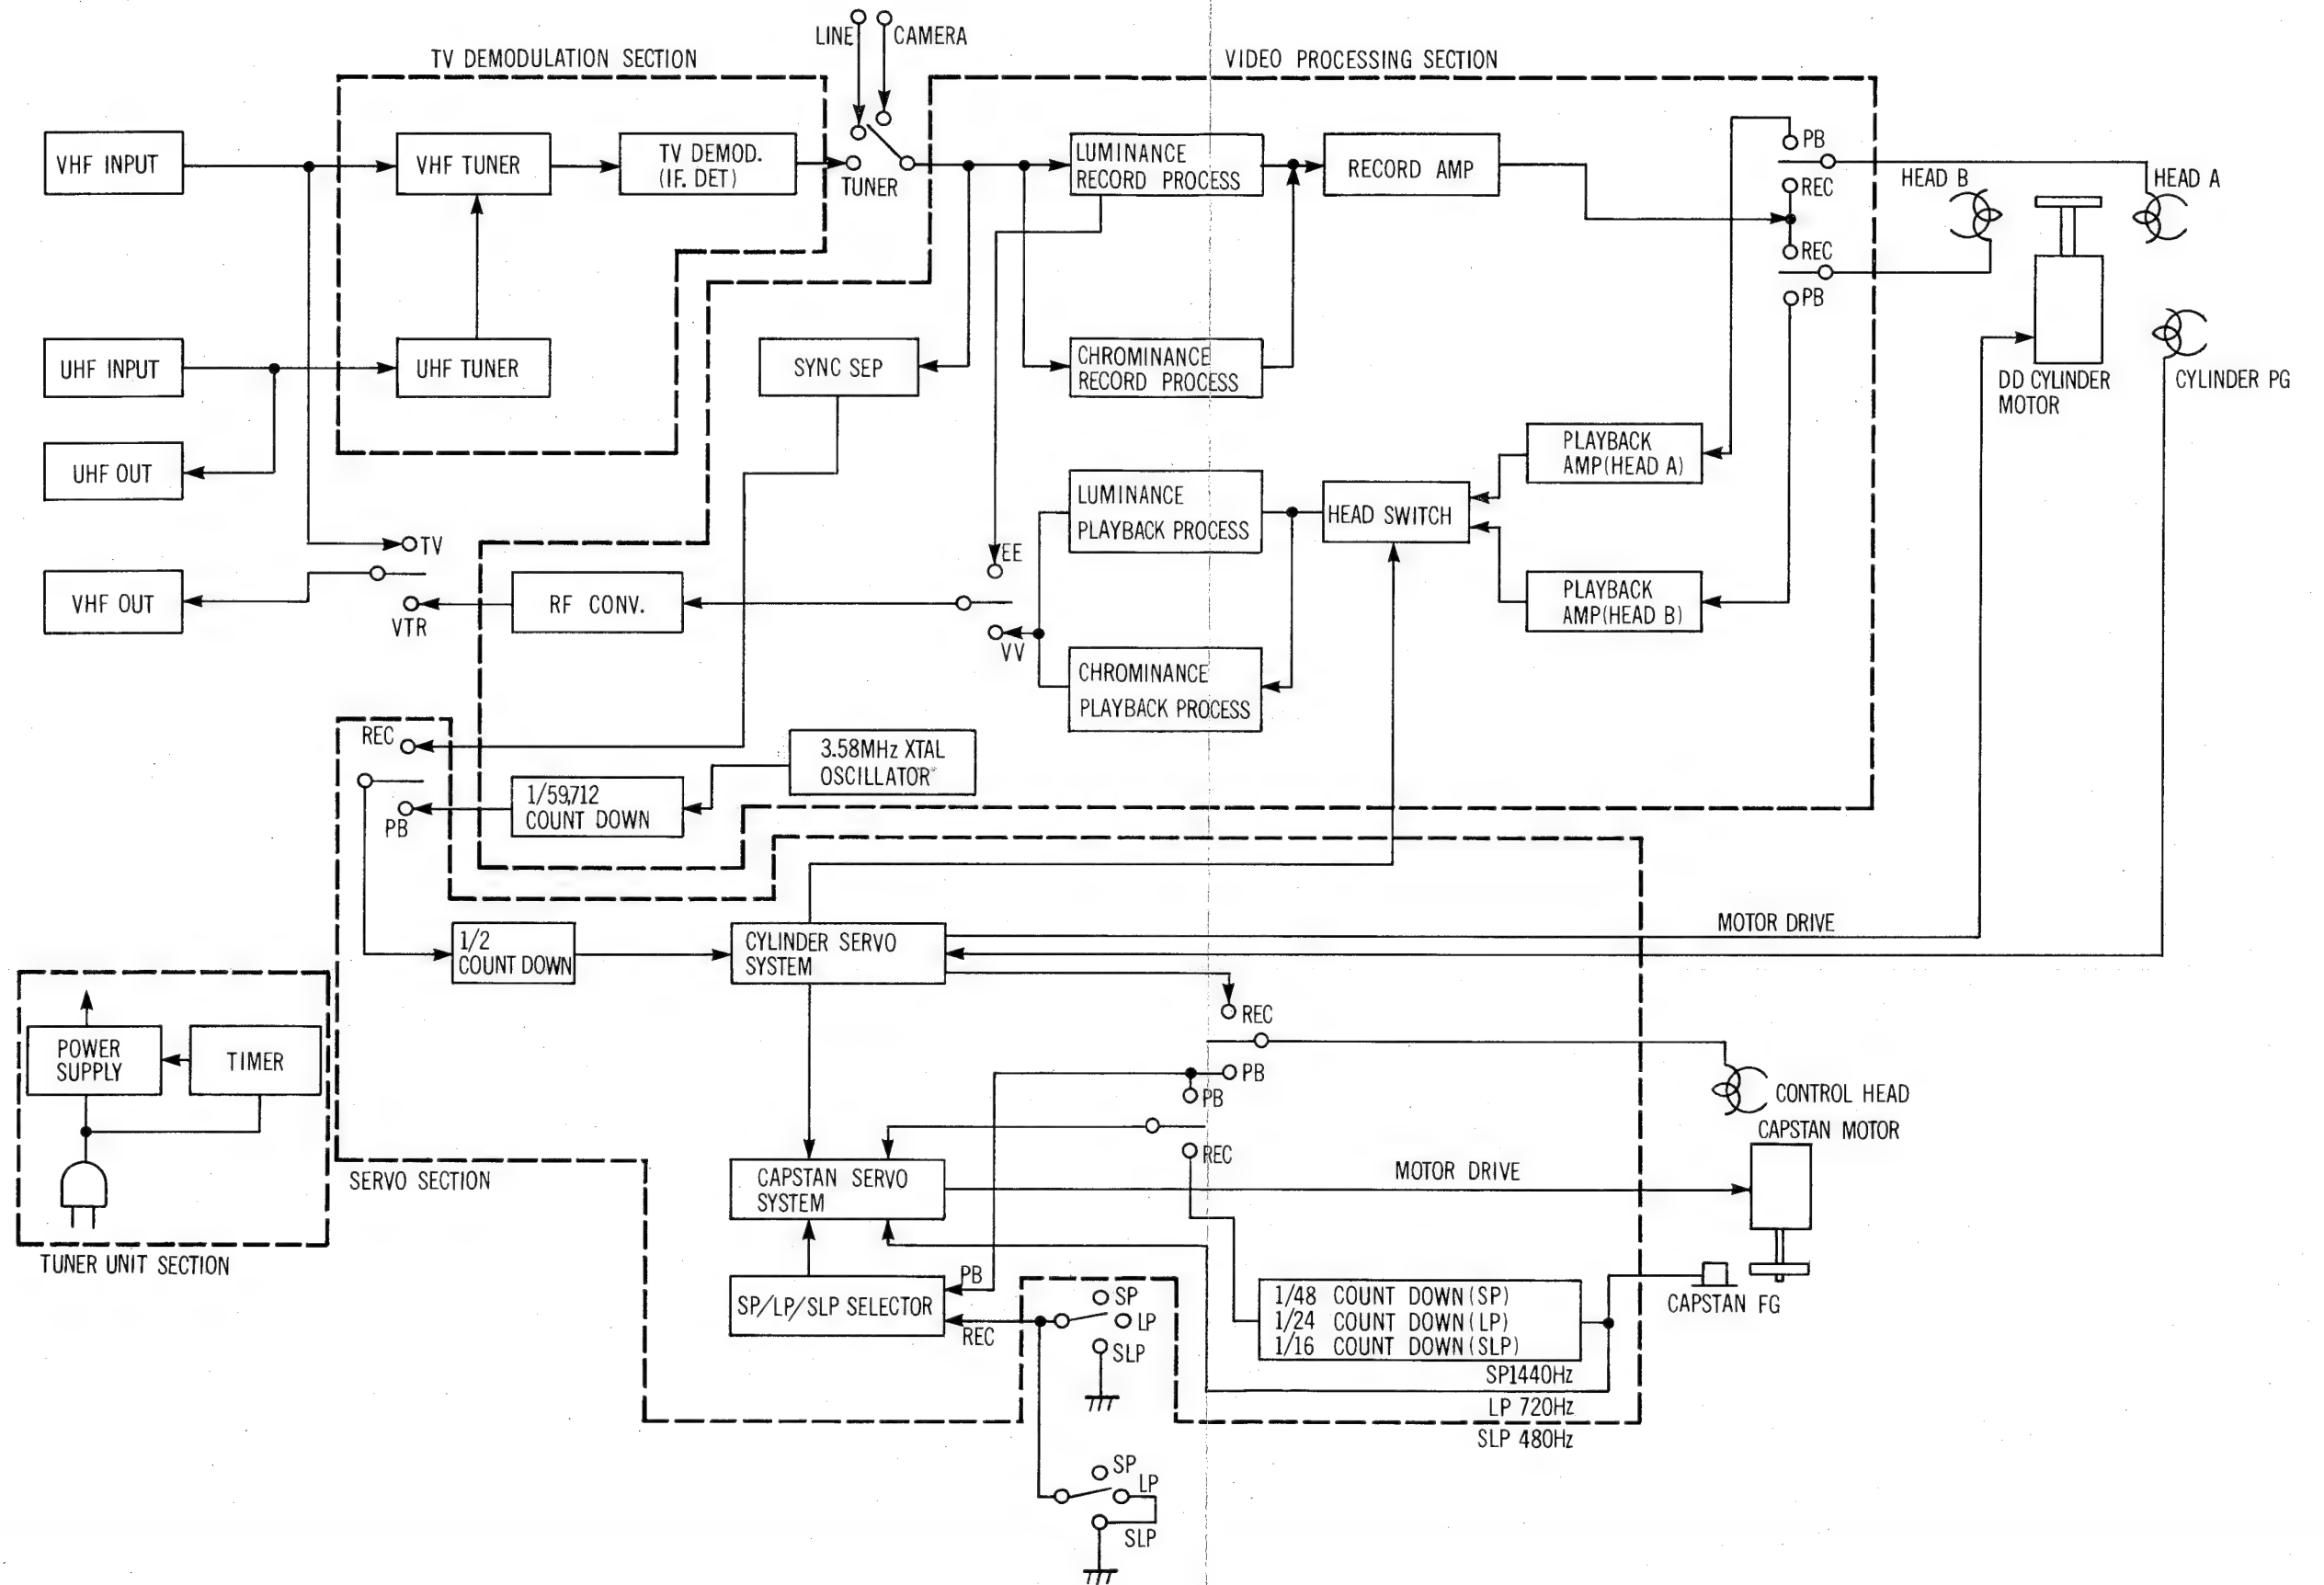 LINE
CAMERA
TV DEMODULATION SECTION
VIDEO PROCESSING SECTION
VHF INPUT
VHF TUNER
TV DEMOD.
(IF. DET)
TUNER
LUMINANCE
RECORD PROCESS
RECORD AMP
PB
REC
REC
PB
HEAD B
HEAD A
UHF INPUT
UHF TUNER
SYNC SEP
CHROMINANCE
RECORD PROCESS
DD CYLINDER
MOTOR
CYLINDER PG
UHF OUT
PLAYBACK
AMP(HEAD A)
LUMINANCE
PLAYBACK PROCESS
HEAD SWITCH
TV
EE
VHF OUT
VTR
RF CONV.
VV
PLAYBACK
AMP(HEAD B)
CHROMINANCE
PLAYBACK PROCESS
REC
3.58MHz XTAL
OSCILLATOR
PB
1/59,712
COUNT DOWN
MOTOR DRIVE
1/2
COUNT DOWN
CYLINDER SERVO
SYSTEM
REC
POWER
SUPPLY
TIMER
PB
PB
CONTROL HEAD
CAPSTAN MOTOR
REC
SERVO SECTION
CAPSTAN SERVO
SYSTEM
MOTOR DRIVE
TUNER UNIT SECTION
PB
SP/LP/SLP SELECTOR
REC
SP
LP
SLP
1/48 COUNT DOWN (SP)
1/24 COUNT DOWN (LP)
1/16 COUNT DOWN (SLP)
CAPSTAN FG
SP1440Hz
LP 720Hz
SLP 480Hz
SP
LP
SLP